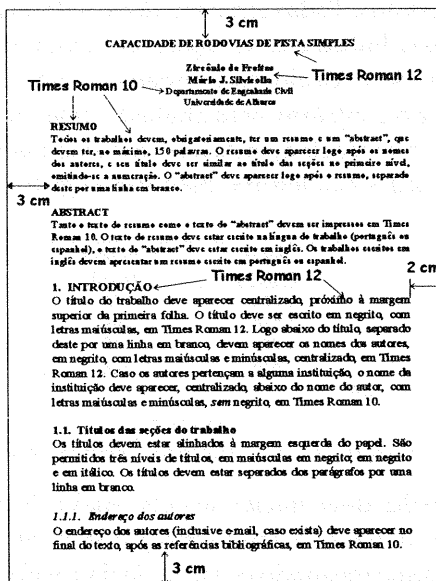 3 cm
CAPACIDADE DE RODOVIAS DE PISTA SIMPLES
Zircônio de Freitas
Mário J. Silvicolla
Times Roman 12
Times Roman 10
Departamento de Engenharia Civil
Universidade de Alhures
RESUMO
Todos os trabalhos devem, obrigatoriamente, ter um resumo e um "abstract", que
devem ter, no máximo, 150 palavras. O resumo deve aparecer logo após os nomes
dos autores, e seu título deve ser similar ao título das seções no primeiro nível,
omitindo-se a numeração. O "abstract" deve aparecer logo após o resumo, separado
deste por uma linha em branco.
3 cm
ABSTRACT
Tanto o texto do resumo como o texto do "abstract" devem ser impressos em Times
Roman 10. O texto do resumo deve estar escrito na língua do trabalho (português ou
espanhol), o texto do "abstract" deve estar escrito em inglês. Os trabalhos escritos em
inglês devem apresentar um resumo escrito em português ou espanhol.
2 cm
Times Roman 12
1. INTRODUÇÃO
O título do trabalho deve aparecer centralizado, próximo à margem
superior da primeira folha. O título deve ser escrito em negrito, com
letras maiúsculas, em Times Roman 12. Logo abaixo do título, separado
deste por uma linha em branco, devem aparecer os nomes dos autores,
em negrito, com letras maiúsculas e minúsculas, centralizado, em Times
Roman 12. Caso os autores pertençam a alguma instituição, o nome da
instituição deve aparecer, centralizado, abaixo do nome do autor, com
letras maiúsculas e minúsculas, sem negrito, em Times Roman 10.
1.1. Títulos das seções do trabalho
Os títulos devem estar alinhados à margem esquerda do papel. São
permitidos três níveis de títulos, em maiúsculas em negrito; em negrito
e em itálico. Os títulos devem estar separados dos parágrafos por uma
linha em branco.
1.1.1. Endereço dos autores
O endereço dos autores (inclusive e-mail, caso exista) deve aparecer no
final do texto, após as referências bibliográficas, em Times Roman 10.
3 cm